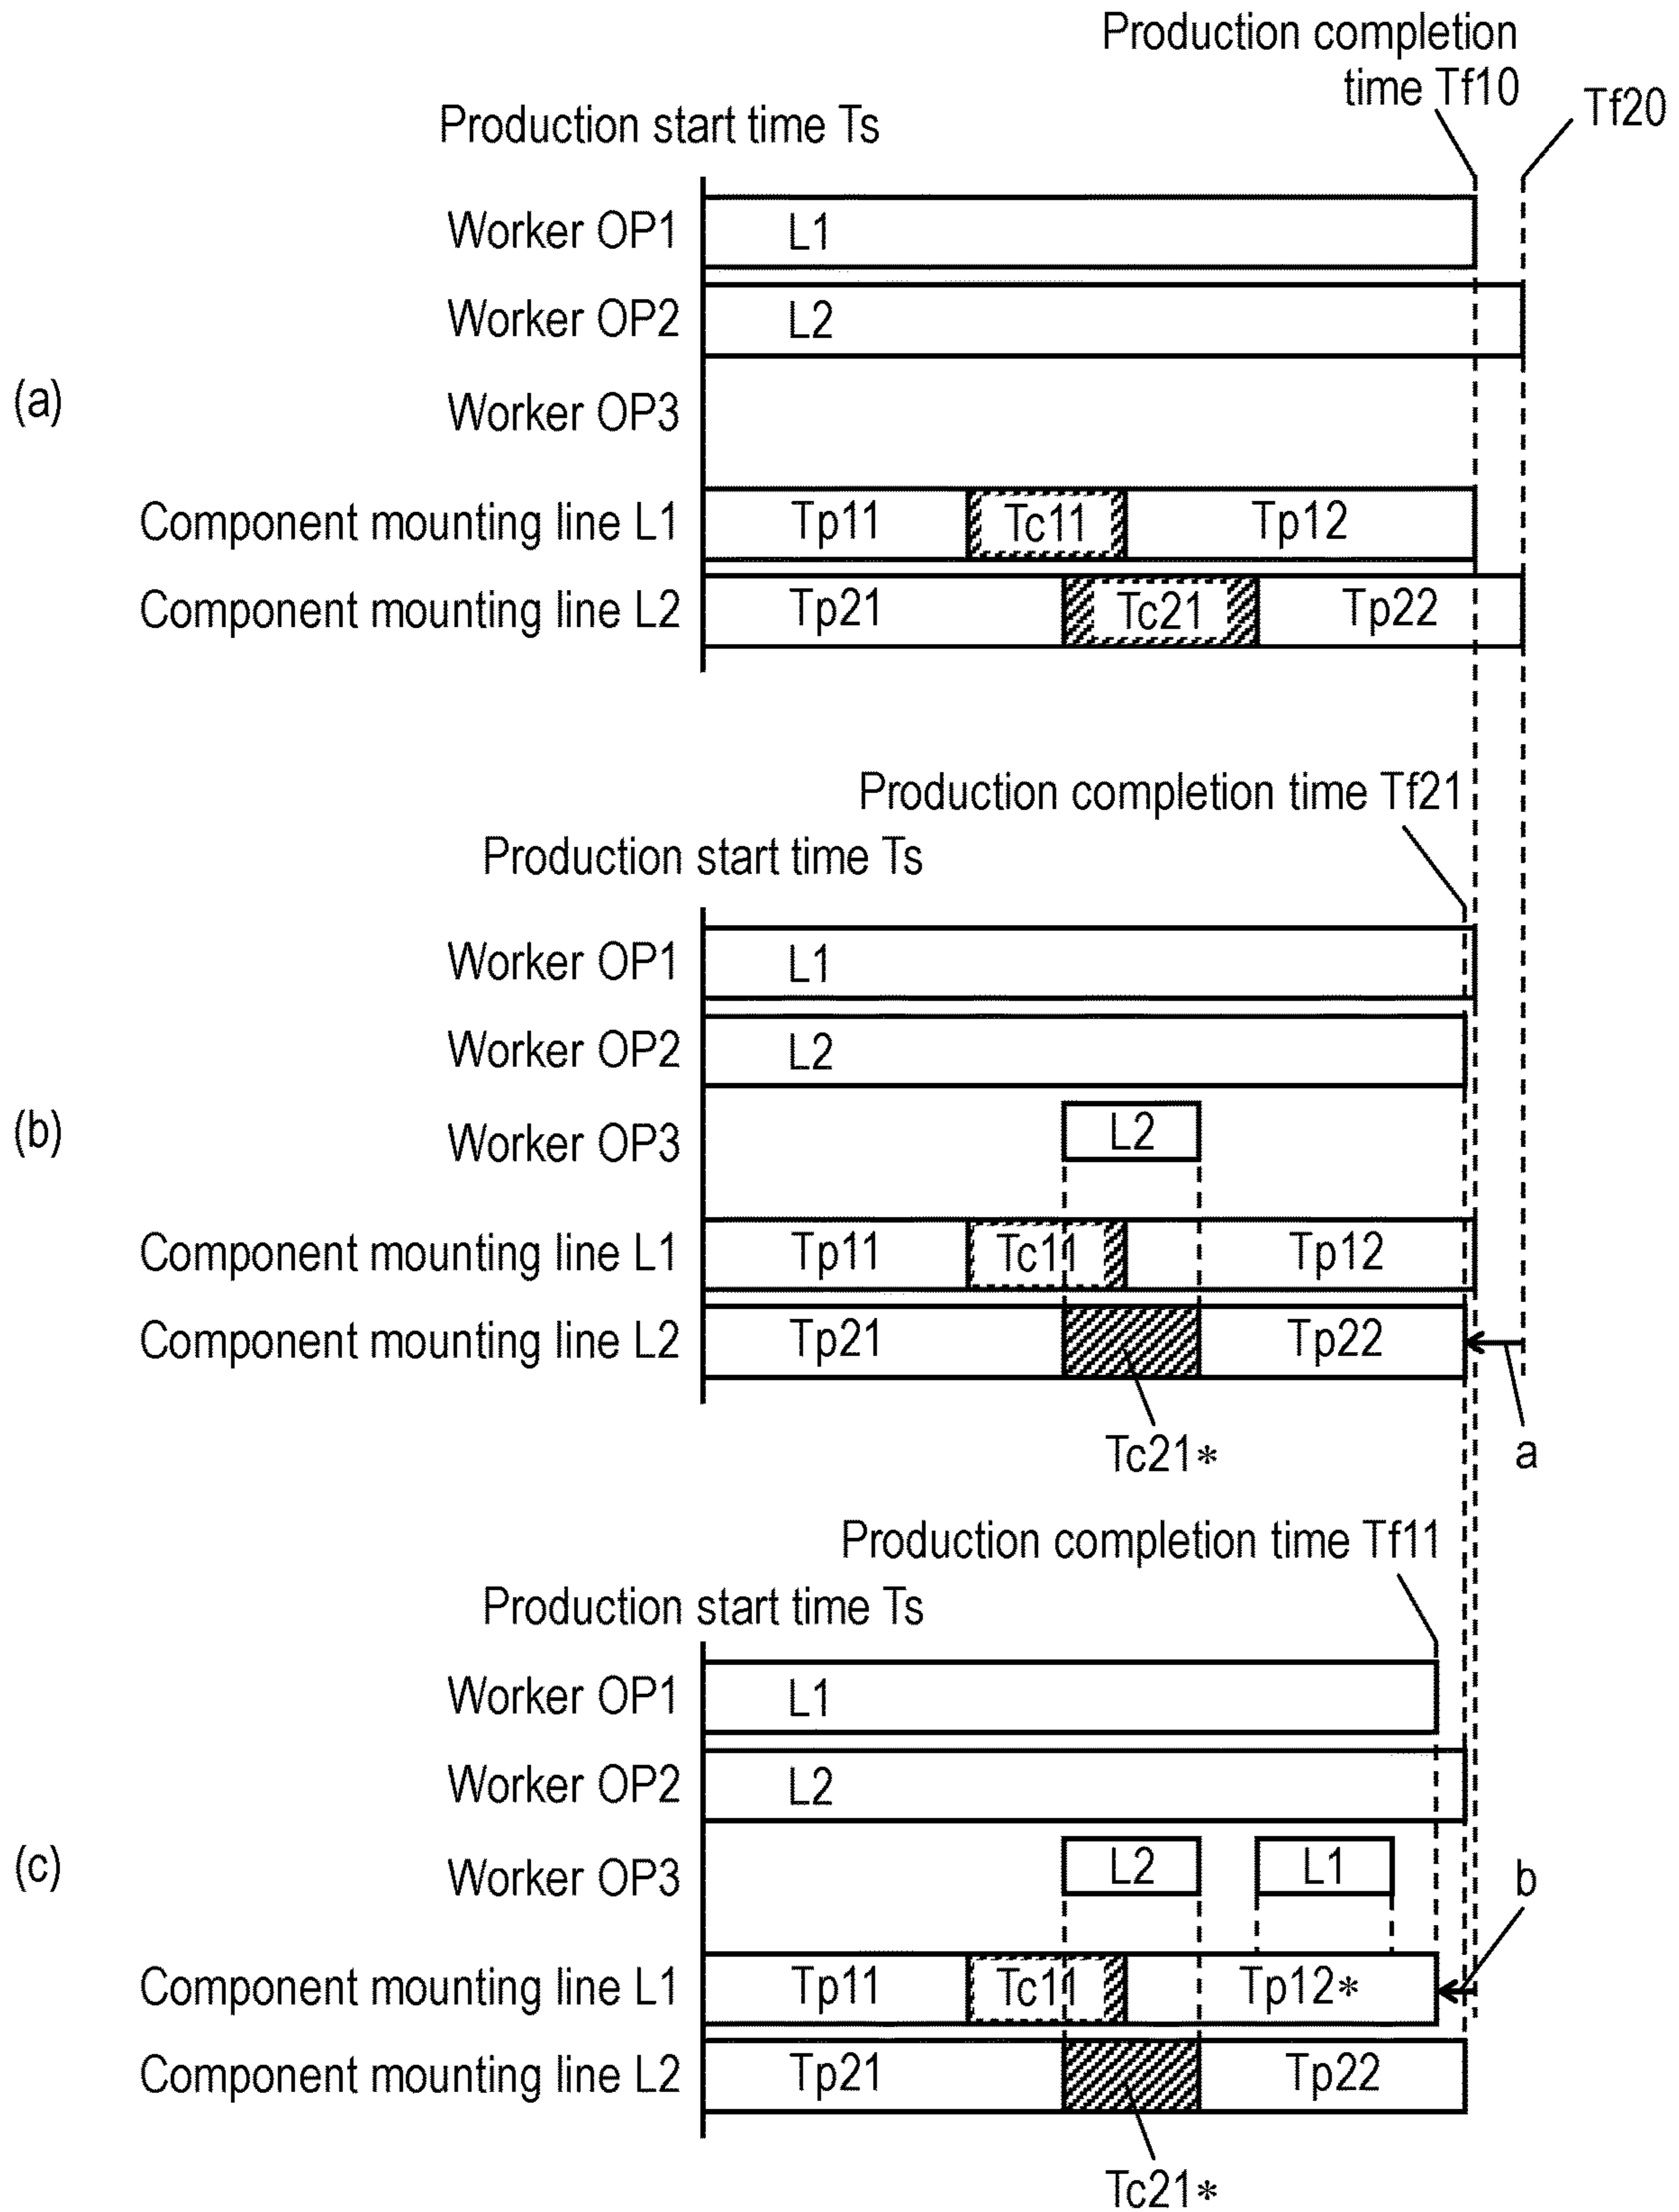 Production completion
time Tf10
Tf20
Production start time Ts
Worker OP1
L1
Worker OP2
L2
(a)
Worker OP3
Component mounting line L1
Tp11
Tc11
Tp12
Component mounting line L2
Tp21
Tc21
Tp22
Production completion time Tf21
Production start time Ts
Worker OP1
L1
Worker OP2
L2
(b)
Worker OP3
L2
Component mounting line L1
Tp11
Tc11
Tp12
Component mounting line L2
Tp21
Tp22
Tc21*
a
Production completion time Tf11
Production start time Ts
Worker OP1
L1
Worker OP2
L2
(c)
Worker OP3
L2
L1
b
Component mounting line L1
Tp11
Tc11
Tp12*
Component mounting line L2
Tp21
Tp22
Tc21*